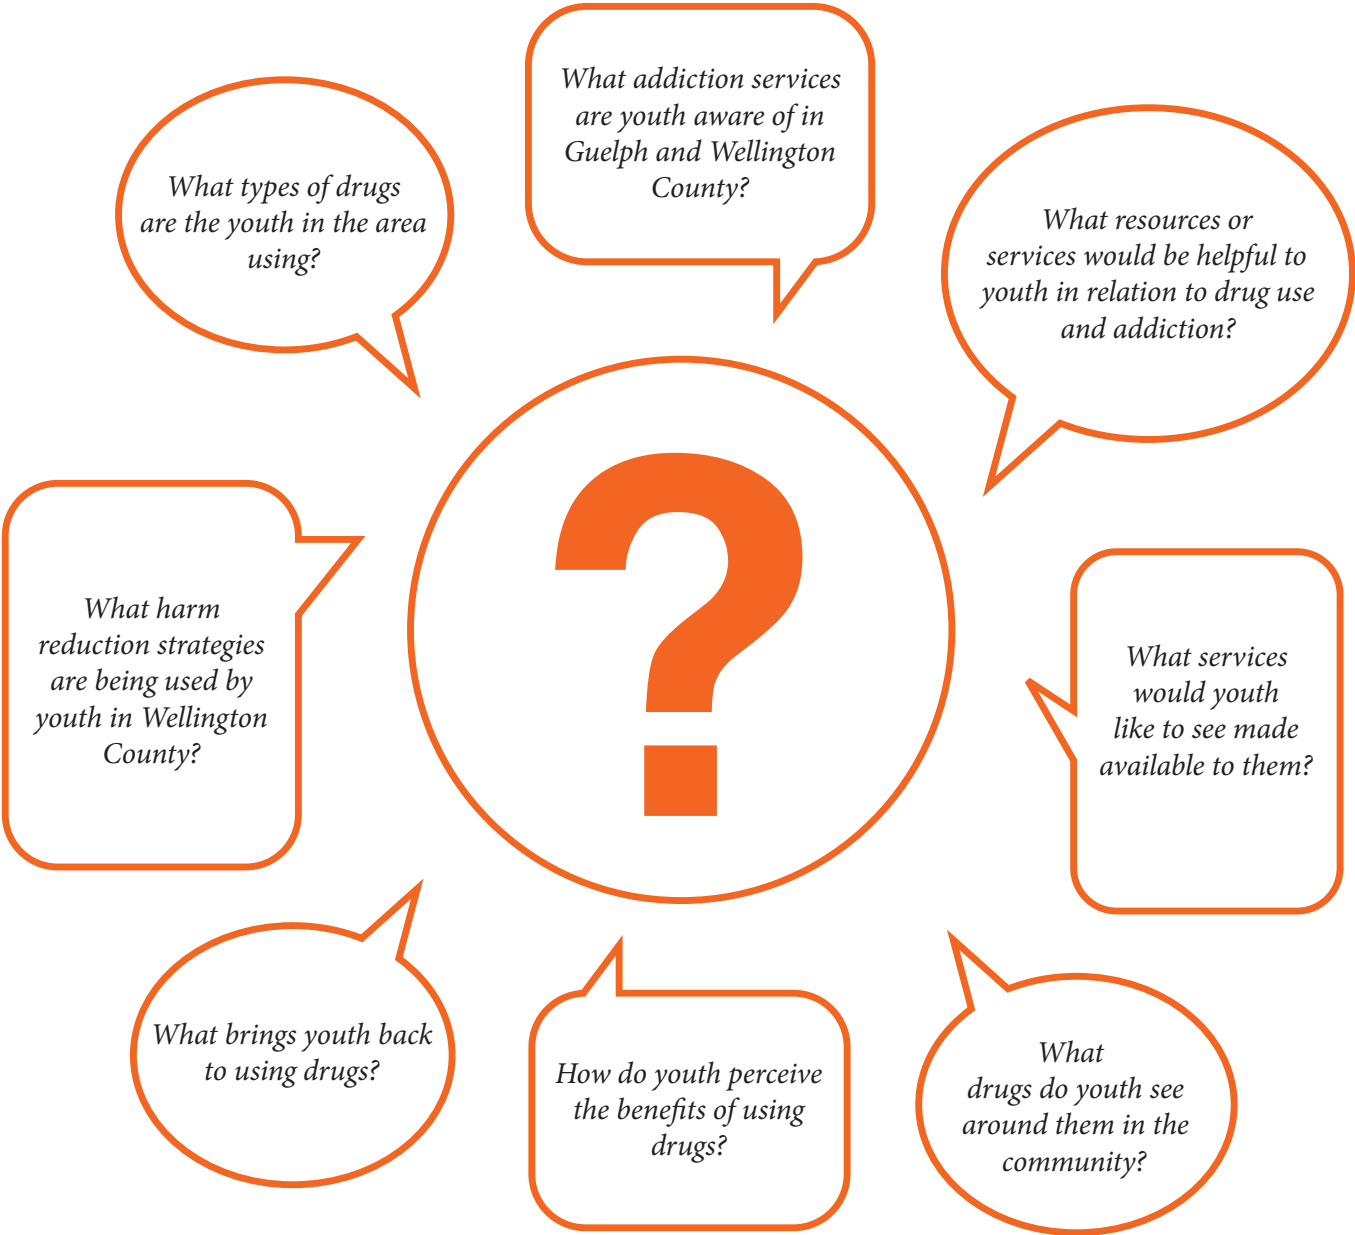 What addiction services
are youth aware of in
Guelph and Wellington
County?
What types of drugs
are the youth in the area
using?
What resources or
services would be helpful to
youth in relation to drug use
and addiction?
?
What harm
reduction strategies
are being used by
youth in Wellington
County?
What services
would youth
like to see made
available to them?
What brings youth back
to using drugs?
How do youth perceive
the benefits of using
drugs?
What
drugs do youth see
around them in the
community?